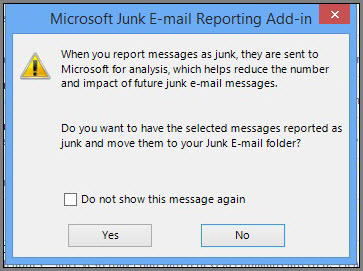 Microsoft Junk E-mail Reporting Add-in
When you report messages as junk, they are sent to
Microsoft for analysis, which helps reduce the number
and impact of future junk e-mail messages.
Do you want to have the selected messages reported as
junk and move them to your Junk E-mail folder?
Do not show this message again
Yes
No